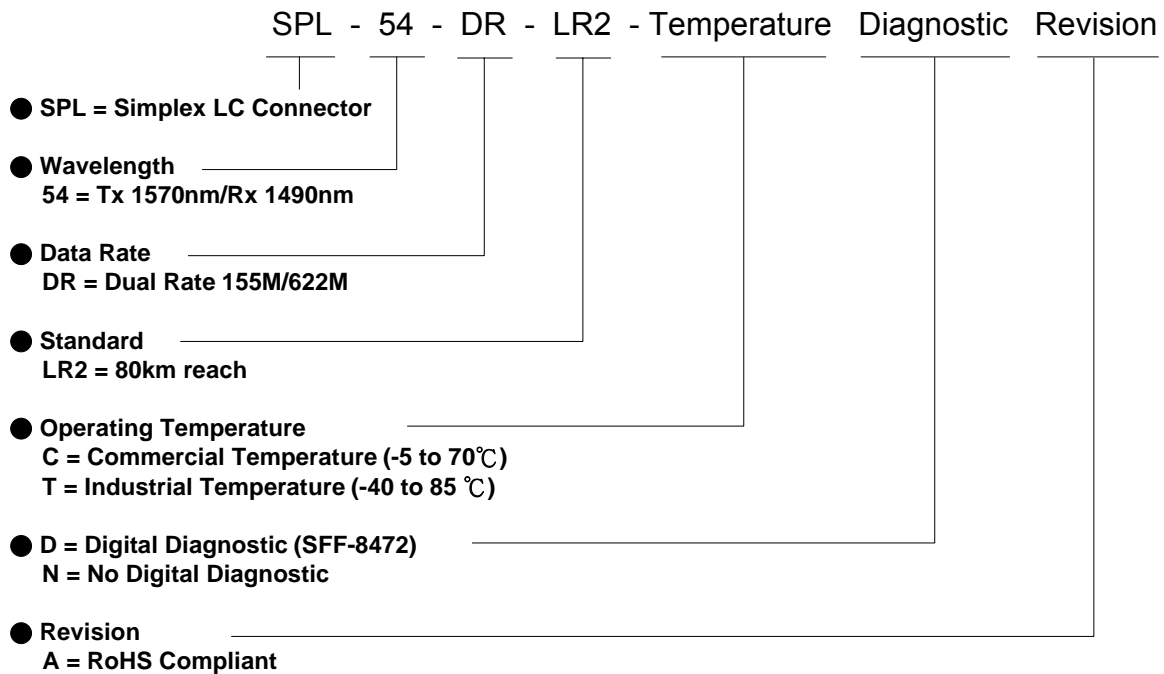 SPL - 54 - DR - LR2 - Temperature Diagnostic Revision
● SPL = Simplex LC Connector
● Wavelength
54 = Tx 1570nm/Rx 1490nm
● Data Rate
DR = Dual Rate 155M/622M
● Standard
LR2 = 80km reach
● Operating Temperature
C = Commercial Temperature (-5 to 70℃)
T = Industrial Temperature (-40 to 85 ℃)
● D = Digital Diagnostic (SFF-8472)
N = No Digital Diagnostic
● Revision
A = RoHS Compliant